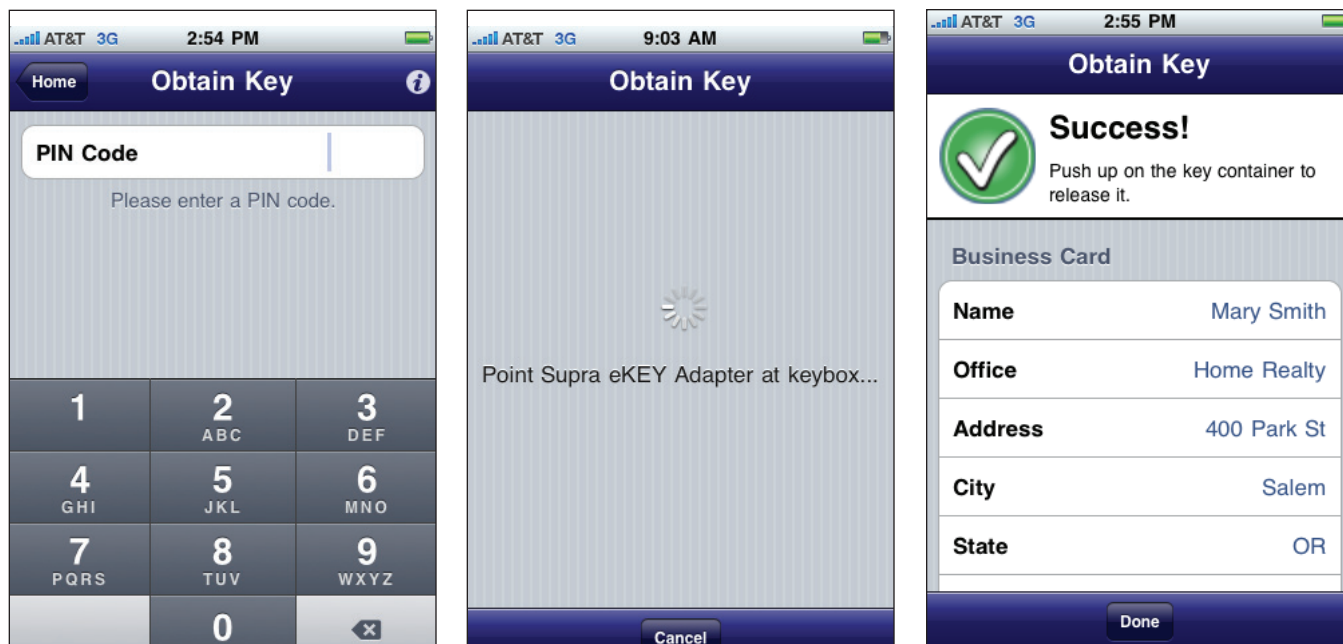 AT&T 3G 2:54 PM
Home Obtain Key i
PIN Code
Please enter a PIN code.
1 2 3
ABC DEF
4 5 6
GHI JKL MNO
7 8 9
PQRS TUV WXYZ
0
AT&T 3G 9:03 AM
Obtain Key
Point Supra eKEY Adapter at keybox...
Cancel
AT&T 3G 2:55 PM
Obtain Key
Success!
Push up on the key container to
release it.
Business Card
Name Mary Smith
Office Home Realty
Address 400 Park St
City Salem
State OR
Done